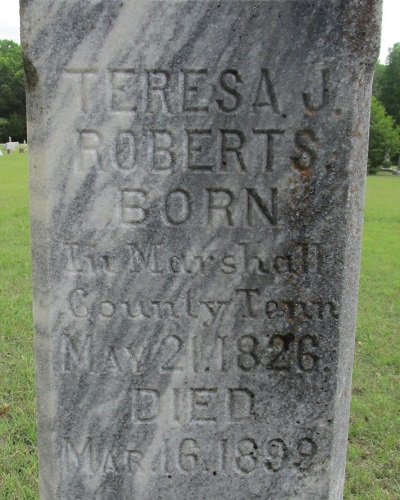 TERESA. J.
ROBERTS.
BORN
In Marshall
County Tenn
MAY 21. 1826.
DIED
MAR. 16. 1899.